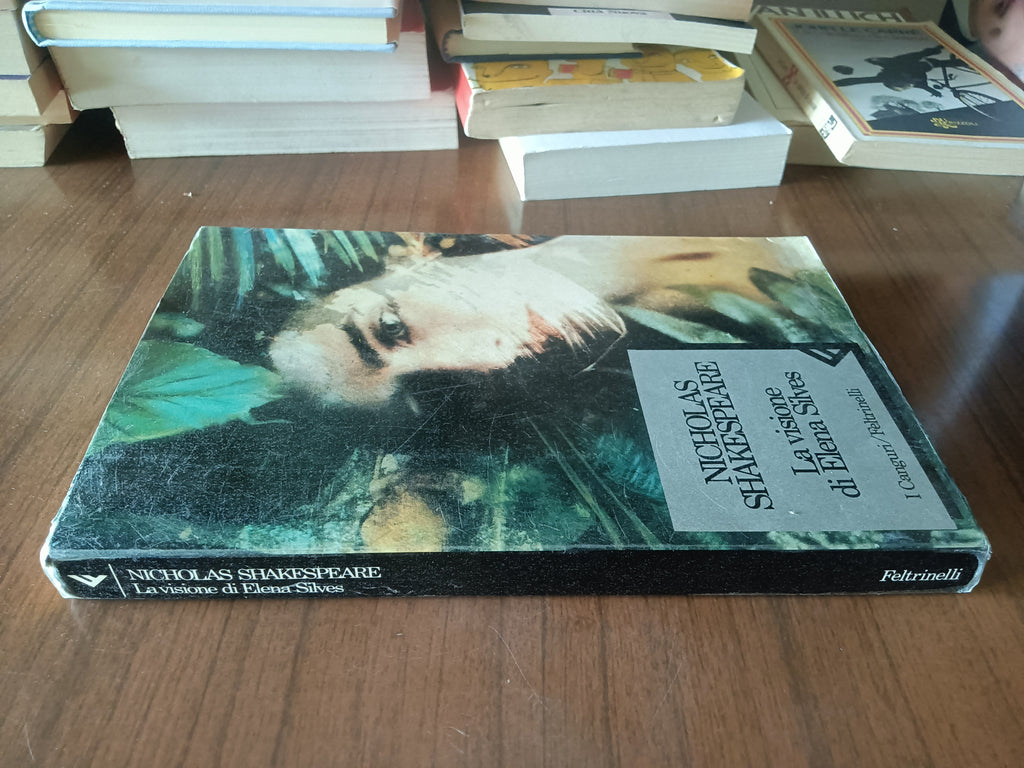 NICHOLAS
SHAKESPEARE
La visione
di Elena Silves
I Canguri/Feltrinelli
NICHOLAS SHAKESPEARE
La visione di Elena Silves
Feltrinelli